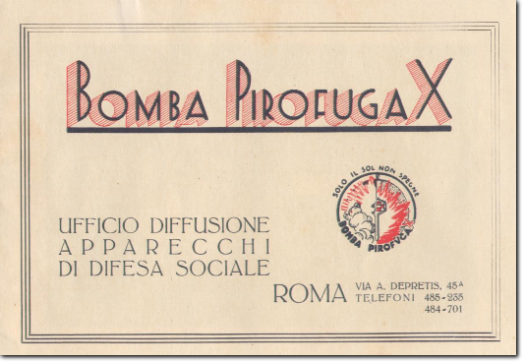 BOMBA PIROFUGA X
SOLO IL SOL NON SPEGNE
BOMBA PIROFUGA X
UFFICIO DIFFUSIONE
APPARECCHI
DI DIFESA SOCIALE
ROMA
VIA A. DEPRETIS, 45A
TELEFONI 485-235
484-701